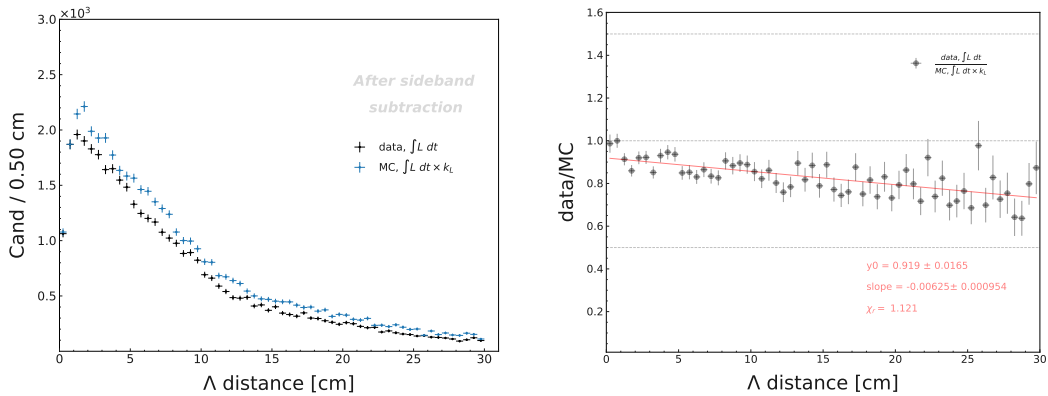 ×10³
3.0
2.5
2.0
1.5
1.0
0.5
0
5
10
15
20
25
30
Cand / 0.50 cm
Λ distance [cm]
After sideband
subtraction
data, ∫L dt
MC, ∫L dt × k_L
1.6
1.4
1.2
1.0
0.8
0.6
0.4
0.2
0
5
10
15
20
25
30
data/MC
Λ distance [cm]
data, ∫L dt
MC, ∫L dt × k_L
y0 = 0.919 ± 0.0165
slope = -0.00625± 0.000954
χᵣ = 1.121